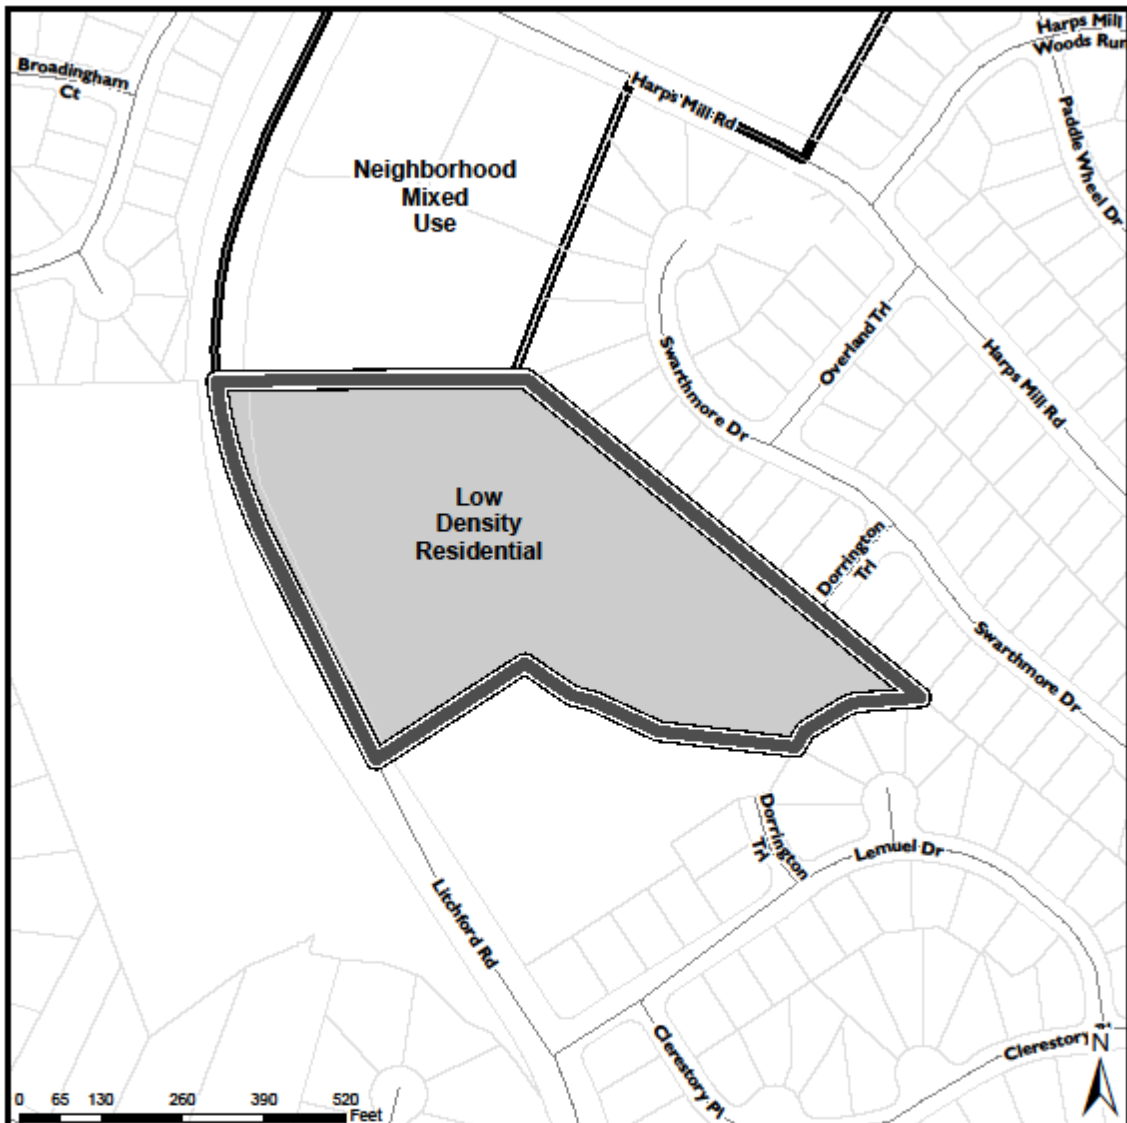 Harps Mill
Woods Run
Broadingham
Ct
Harps Mill Rd
Paddle Wheel Dr
Neighborhood
Mixed
Use
Overland Trl
Harps Mill Rd
Swarthmore Dr
Low
Density
Residential
Dorrington
Trl
Swarthmore Dr
Dorrington
Trl
Lemuel Dr
Litchford Rd
Clerestory Pl
Clerestory
N
0 65 130 260 390 520
Feet